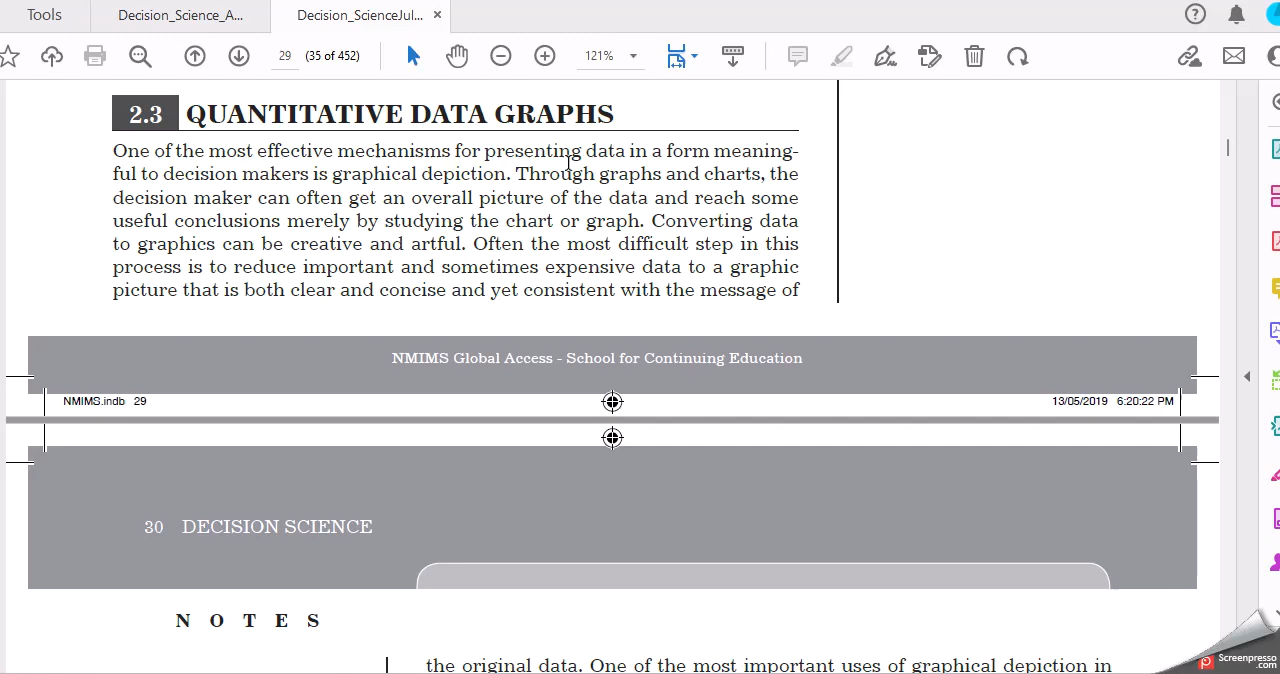 Tools
Decision_Science_A...
Decision_ScienceJul...
29 (35 of 452)
121%
2.3 QUANTITATIVE DATA GRAPHS
One of the most effective mechanisms for presenting data in a form meaning-
ful to decision makers is graphical depiction. Through graphs and charts, the
decision maker can often get an overall picture of the data and reach some
useful conclusions merely by studying the chart or graph. Converting data
to graphics can be creative and artful. Often the most difficult step in this
process is to reduce important and sometimes expensive data to a graphic
picture that is both clear and concise and yet consistent with the message of
NMIMS Global Access - School for Continuing Education
NMIMS.indb 29
13/05/2019 6:20:22 PM
30 DECISION SCIENCE
N O T E S
the original data. One of the most important uses of graphical depiction in
Screenpresso
.com